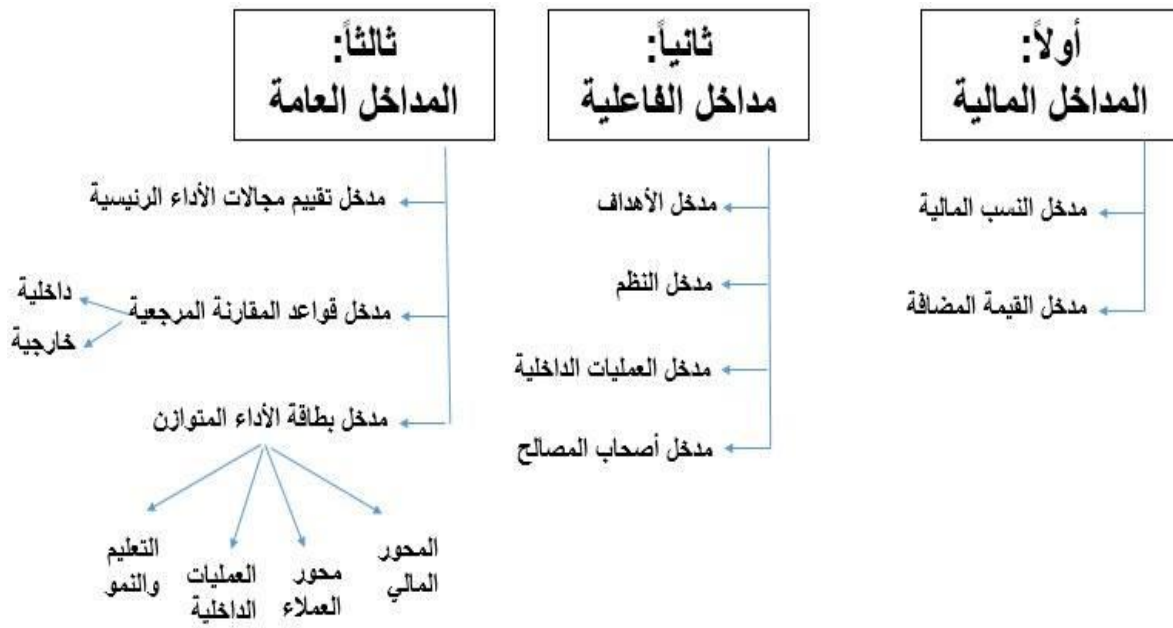 أولاً:
المداخل المالية
مدخل النسب المالية
مدخل القيمة المضافة
ثانياً:
مداخل الفاعلية
مدخل الأهداف
مدخل النظم
مدخل العمليات الداخلية
مدخل أصحاب المصالح
ثالثاً:
المداخل العامة
مدخل تقييم مجالات الأداء الرئيسية
مدخل قواعد المقارنة المرجعية
داخلية
خارجية
مدخل بطاقة الأداء المتوازن
المحور
المالي
محور
العملاء
العمليات
الداخلية
التعليم
والنمو